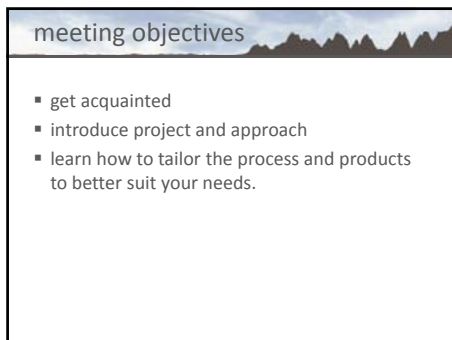 meeting objectives
▪ get acquainted
▪ introduce project and approach
▪ learn how to tailor the process and products
to better suit your needs.